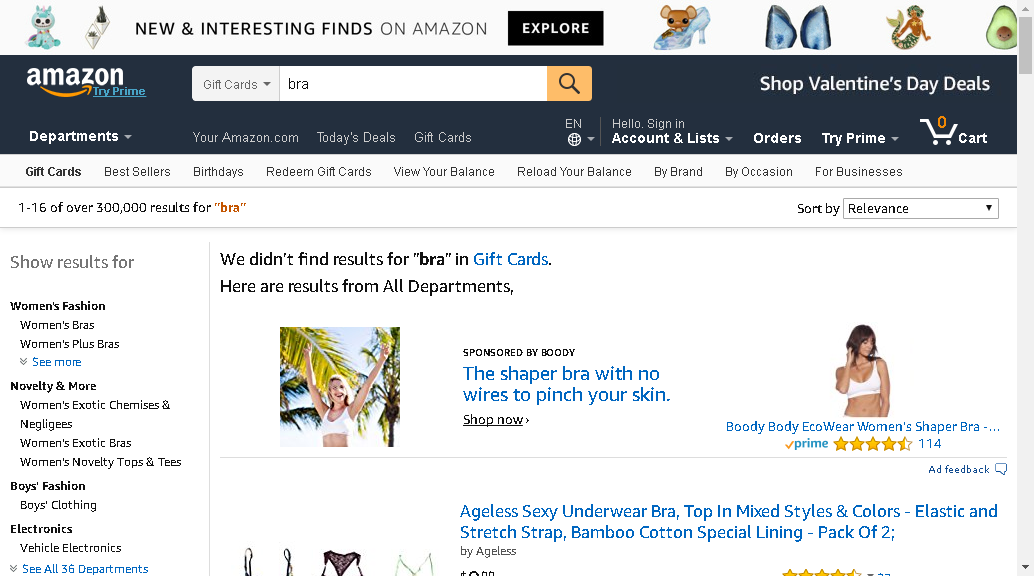 NEW & INTERESTING FINDS ON AMAZON EXPLORE
amazon
Try Prime
Gift Cards bra
Shop Valentine's Day Deals
Departments
Your Amazon.com Today's Deals Gift Cards
EN
Hello. Sign in
Account & Lists
Orders
Try Prime
0
Cart
Gift Cards Best Sellers Birthdays Redeem Gift Cards View Your Balance Reload Your Balance By Brand By Occasion For Businesses
1-16 of over 300,000 results for "bra"
Sort by Relevance
Show results for
Women's Fashion
Women's Bras
Women's Plus Bras
See more
Novelty & More
Women's Exotic Chemises &
Negligees
Women's Exotic Bras
Women's Novelty Tops & Tees
Boys' Fashion
Boys' Clothing
Electronics
Vehicle Electronics
See All 36 Departments
We didn't find results for "bra" in Gift Cards.
Here are results from All Departments,
SPONSORED BY BOODY
The shaper bra with no
wires to pinch your skin.
Shop now ›
Boody Body EcoWear Women's Shaper Bra -...
prime 114
Ad feedback
Ageless Sexy Underwear Bra, Top In Mixed Styles & Colors - Elastic and
Stretch Strap, Bamboo Cotton Special Lining - Pack Of 2;
by Ageless